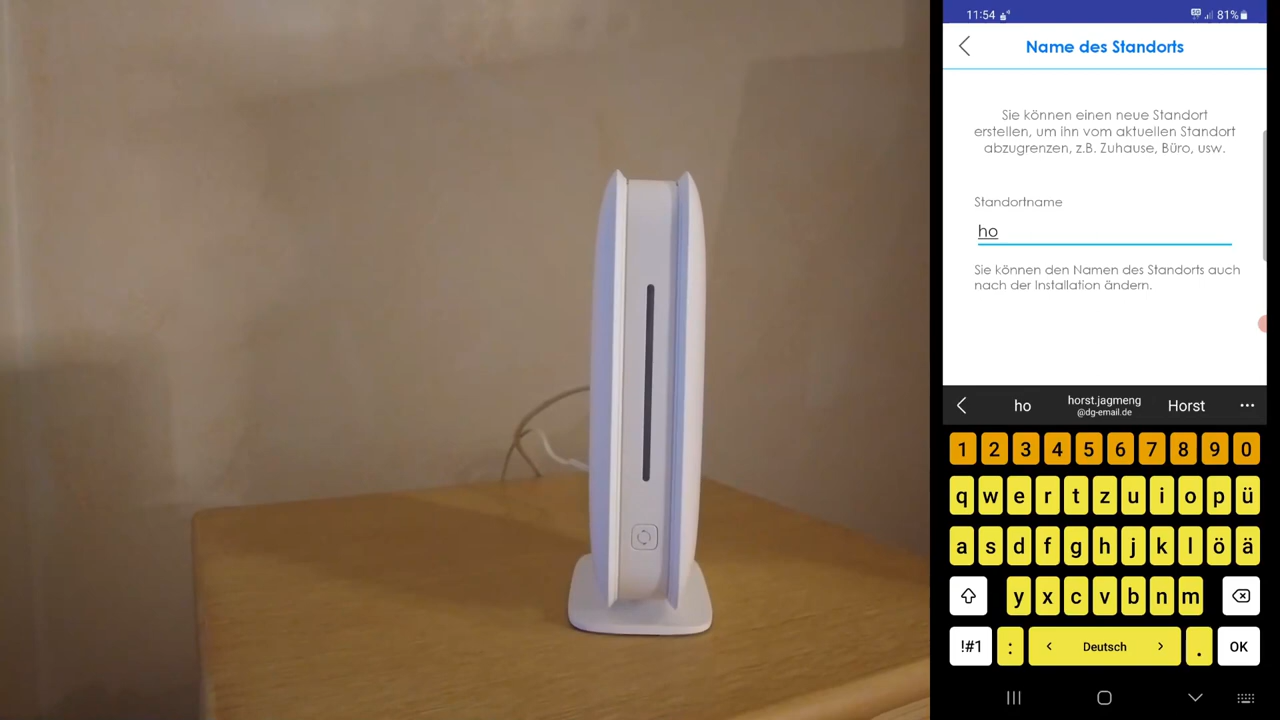 11:54
5G
81%
Name des Standorts
Sie können einen neue Standort
erstellen, um ihn vom aktuellen Standort
abzugrenzen, z.B. Zuhause, Büro, usw.
Standortname
ho
Sie können den Namen des Standorts auch
nach der Installation ändern.
ho
horst.jagmeng
@dg-email.de
Horst
1 2 3 4 5 6 7 8 9 0
q w e r t z u i o p ü
a s d f g h j k l ö ä
y x c v b n m
!#1 : < Deutsch > . OK